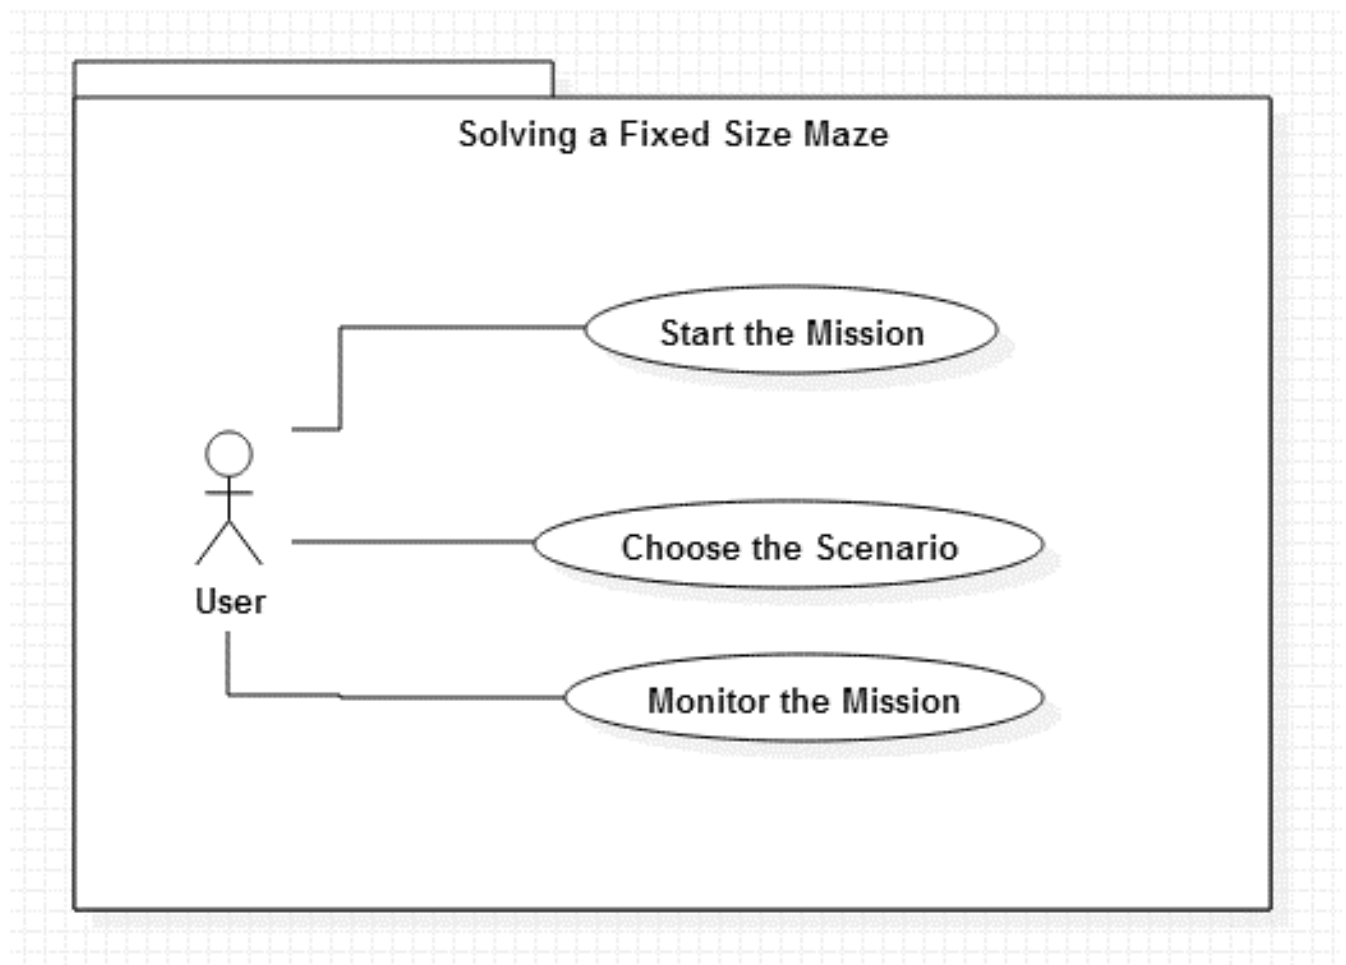 Solving a Fixed Size Maze
Start the Mission
Choose the Scenario
User
Monitor the Mission